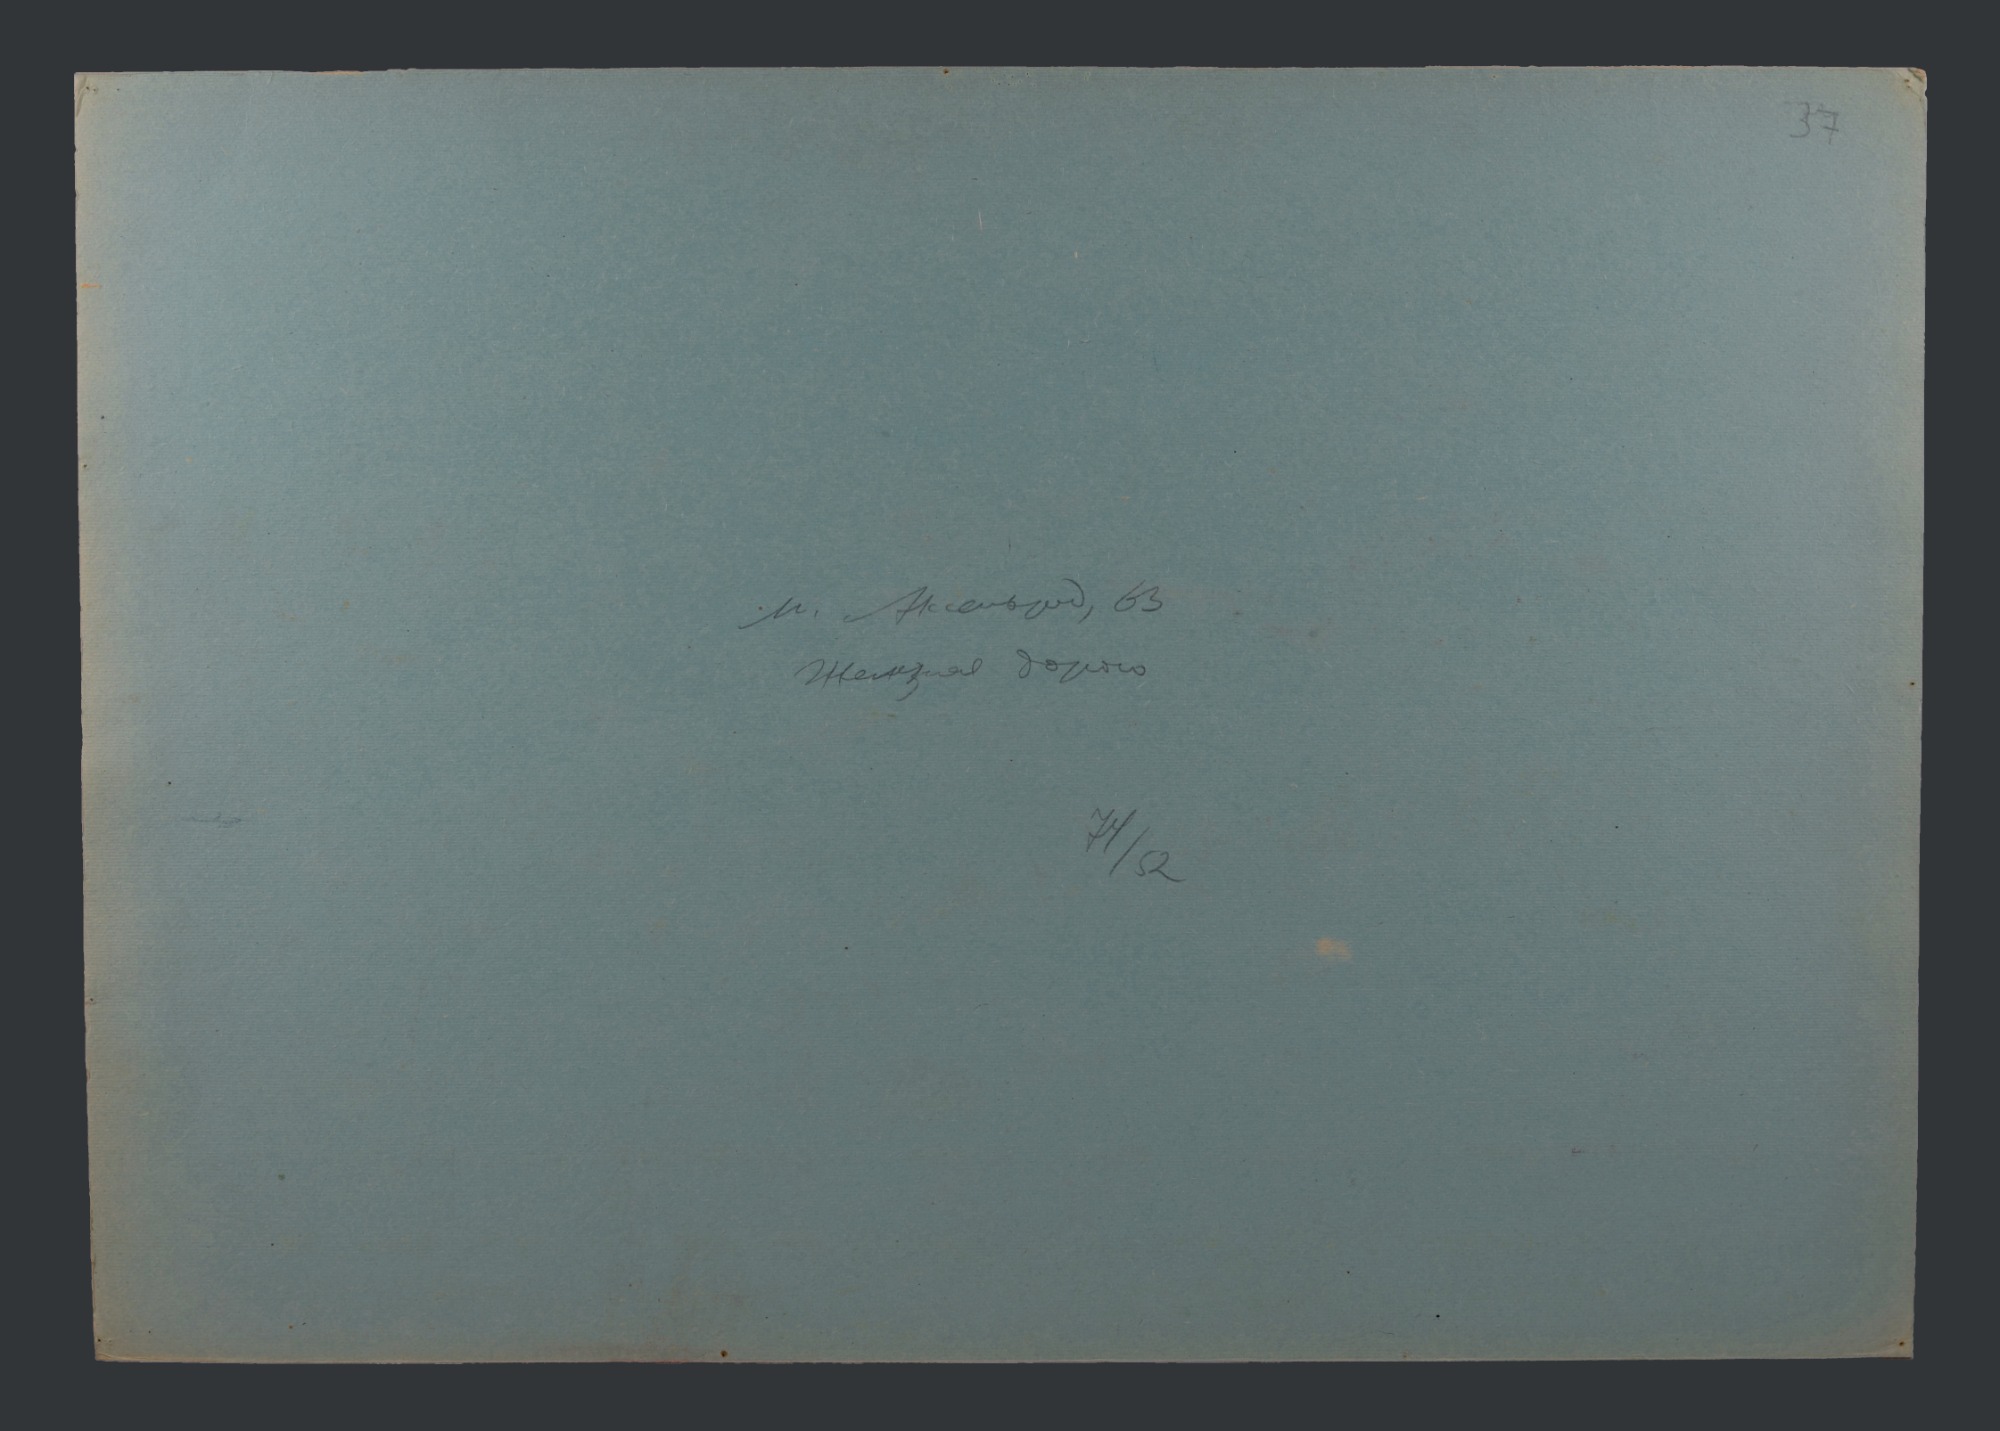 37
М. Аксельрод, 63
Железная дорога
74/52